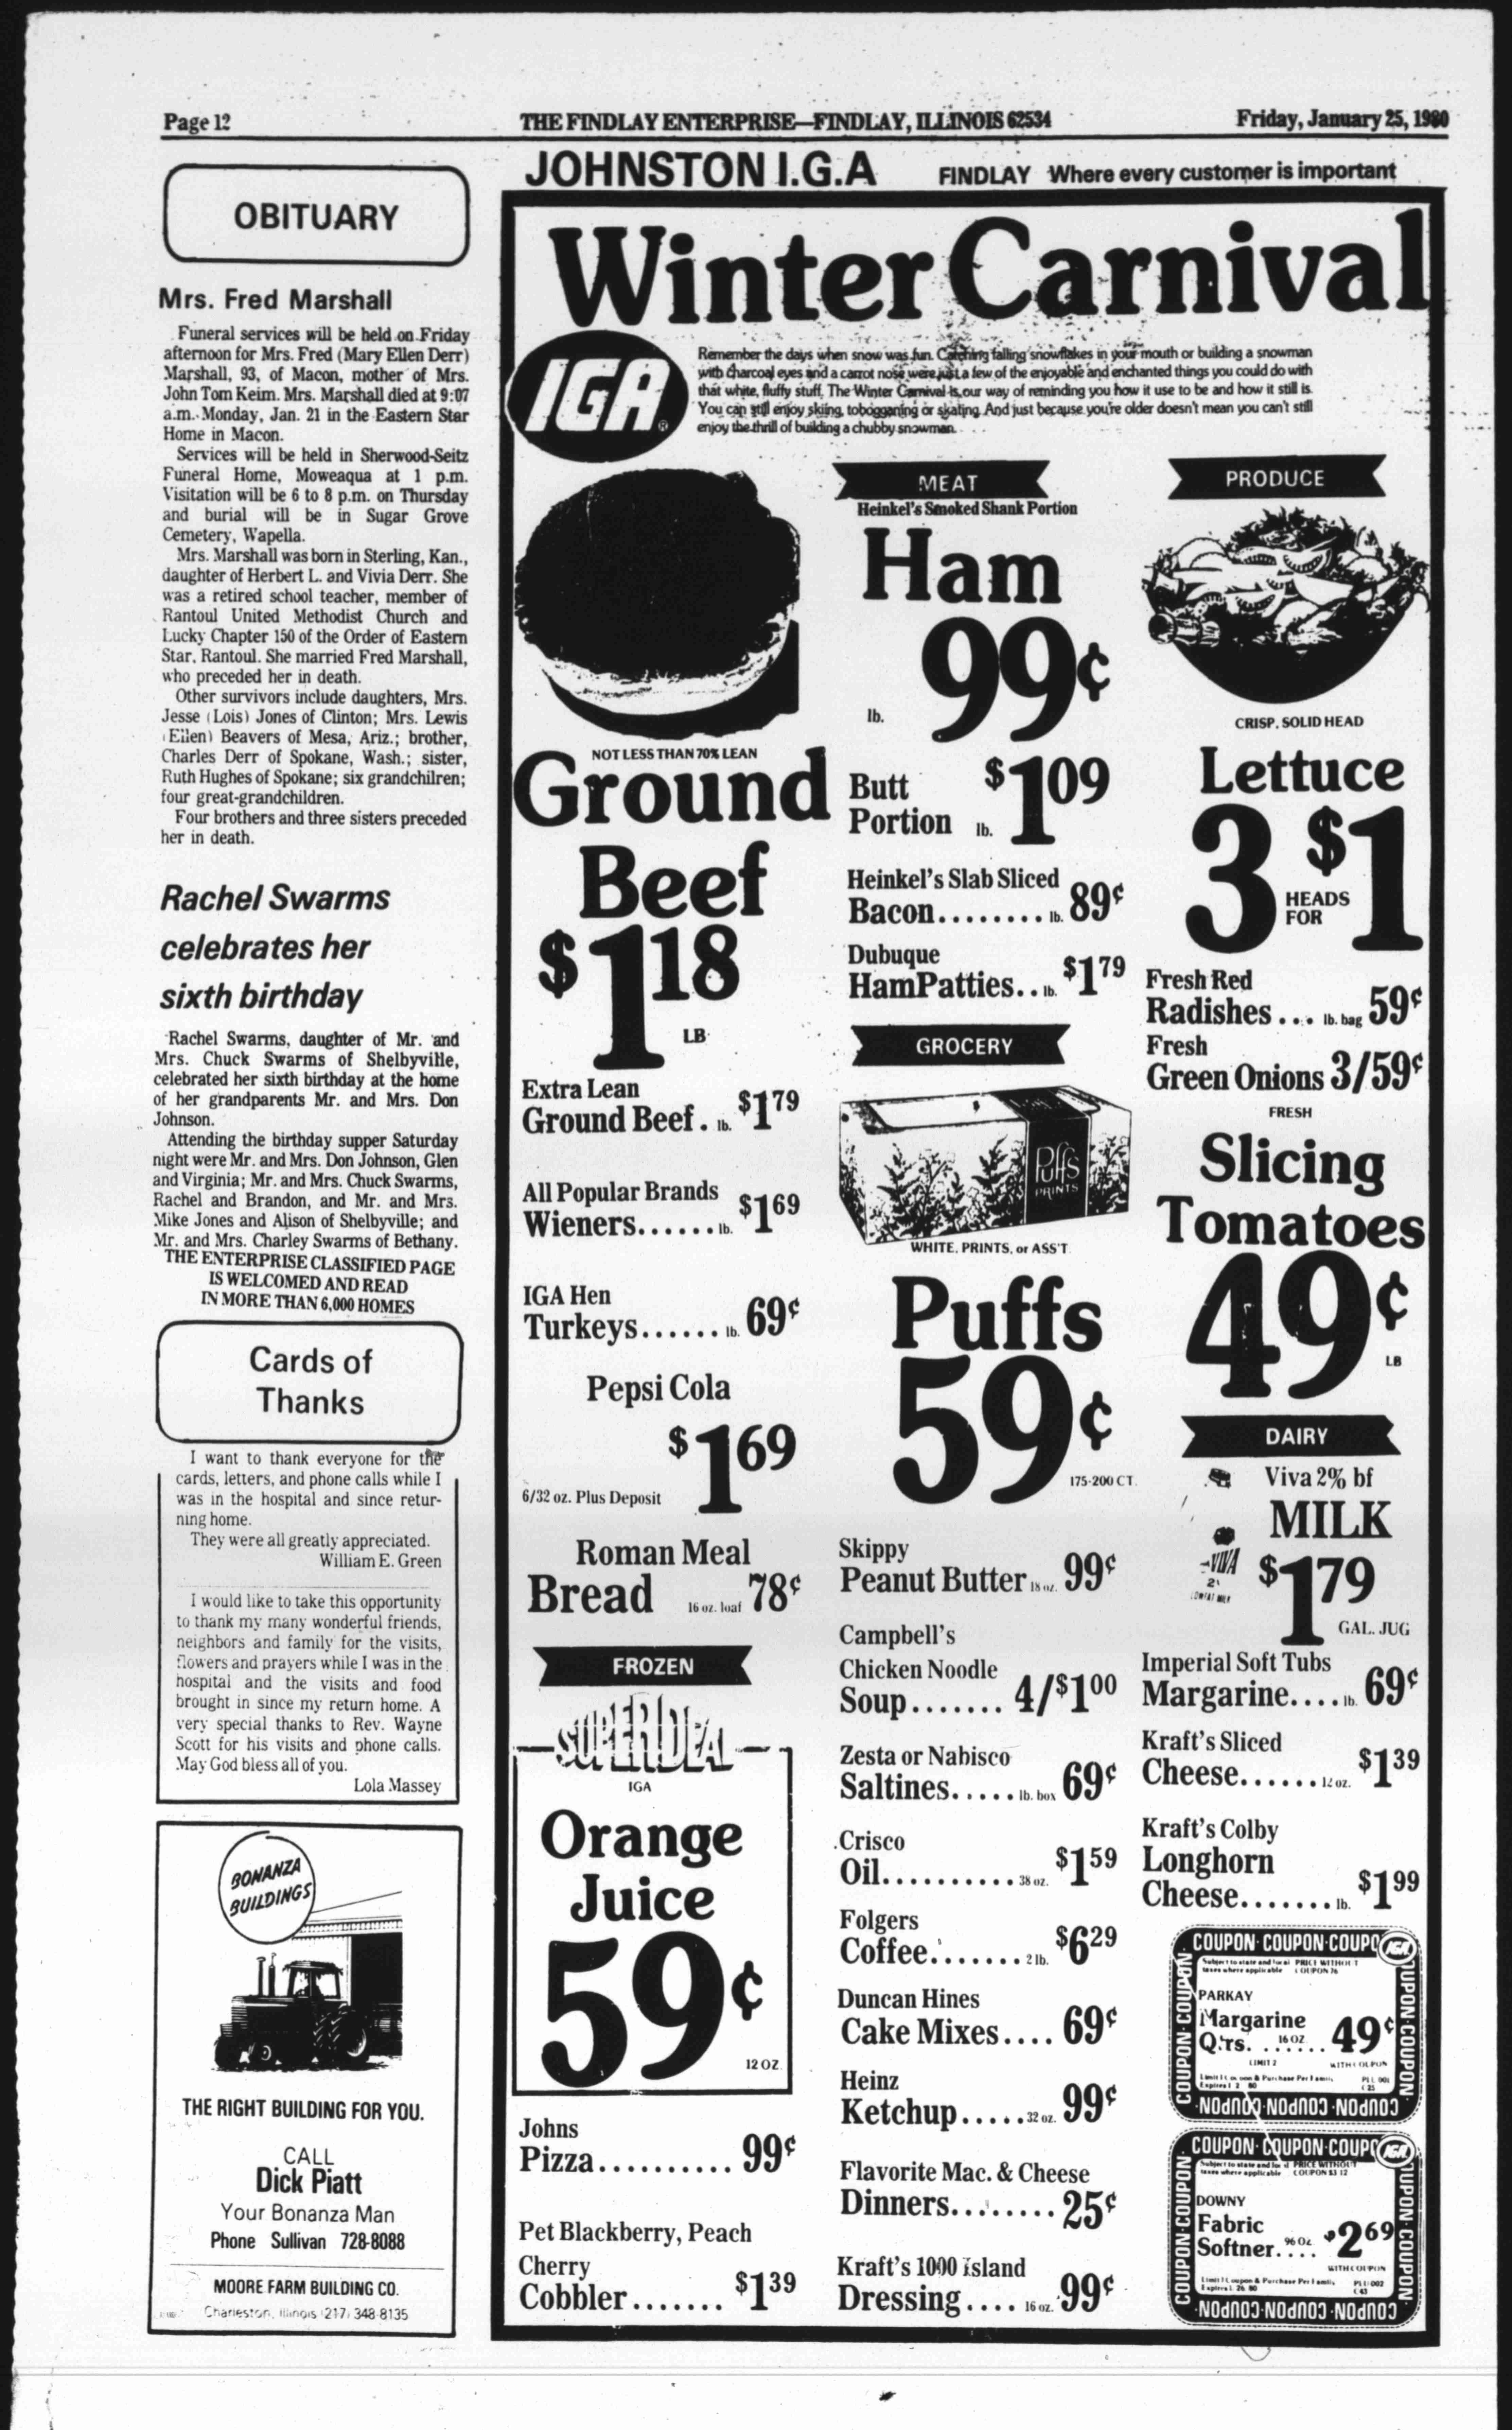 Page 12
THE FINDLAY ENTERPRISE—FINDLAY, ILLINOIS 62534
Friday, January 25, 1980
OBITUARY
Mrs. Fred Marshall
Funeral services will be held on Friday
afternoon for Mrs. Fred (Mary Ellen Derr)
Marshall, 93, of Macon, mother of Mrs.
John Tom Keim. Mrs. Marshall died at 9:07
a.m. Monday, Jan. 21 in the Eastern Star
Home in Macon.
Services will be held in Sherwood-Seitz
Funeral Home, Moweaqua at 1 p.m.
Visitation will be 6 to 8 p.m. on Thursday
and burial will be in Sugar Grove
Cemetery, Wapella.
Mrs. Marshall was born in Sterling, Kan.,
daughter of Herbert L. and Vivia Derr. She
was a retired school teacher, member of
Rantoul United Methodist Church and
Lucky Chapter 150 of the Order of Eastern
Star, Rantoul. She married Fred Marshall,
who preceded her in death.
Other survivors include daughters, Mrs.
Jesse (Lois) Jones of Clinton; Mrs. Lewis
(Ellen) Beavers of Mesa, Ariz.; brother,
Charles Derr of Spokane, Wash.; sister,
Ruth Hughes of Spokane; six grandchilren;
four great-grandchildren.
Four brothers and three sisters preceded
her in death.
Rachel Swarms
celebrates her
sixth birthday
Rachel Swarms, daughter of Mr. and
Mrs. Chuck Swarms of Shelbyville,
celebrated her sixth birthday at the home
of her grandparents Mr. and Mrs. Don
Johnson.
Attending the birthday supper Saturday
night were Mr. and Mrs. Don Johnson, Glen
and Virginia; Mr. and Mrs. Chuck Swarms,
Rachel and Brandon, and Mr. and Mrs.
Mike Jones and Alison of Shelbyville; and
Mr. and Mrs. Charley Swarms of Bethany.
THE ENTERPRISE CLASSIFIED PAGE
IS WELCOMED AND READ
IN MORE THAN 6,000 HOMES
Cards of
Thanks
I want to thank everyone for the
cards, letters, and phone calls while I
was in the hospital and since retur-
ning home.
They were all greatly appreciated.
William E. Green
I would like to take this opportunity
to thank my many wonderful friends,
neighbors and family for the visits,
flowers and prayers while I was in the
hospital and the visits and food
brought in since my return home. A
very special thanks to Rev. Wayne
Scott for his visits and phone calls.
May God bless all of you.
Lola Massey
BONANZA
BUILDINGS
THE RIGHT BUILDING FOR YOU.
CALL
Dick Piatt
Your Bonanza Man
Phone Sullivan 728-8088
MOORE FARM BUILDING CO.
Charleston, Illinois (217) 348-8135
JOHNSTON I.G.A FINDLAY Where every customer is important
Winter Carnival
IGA
Remember the days when snow was fun. Catching falling snowflakes in your mouth or building a snowman
with charcoal eyes and a carrot nose were just a few of the enjoyable and enchanted things you could do with
that white, fluffy stuff. The Winter Carnival is our way of reminding you how it use to be and how it still is.
You can still enjoy skiing, tobogganing or skating. And just because you're older doesn't mean you can't still
enjoy the thrill of building a chubby snowman.
NOT LESS THAN 70% LEAN
Ground
Beef
$1 18
LB
Extra Lean
Ground Beef. lb. $1 79
All Popular Brands
Wieners...... lb. $1 69
IGA Hen
Turkeys...... lb. 69¢
Pepsi Cola
$1 69
6/32 oz. Plus Deposit
Roman Meal
Bread 16 oz. loaf 78¢
FROZEN
SUPER DEAL
IGA
Orange
Juice
59¢
12 OZ.
Johns
Pizza.......... 99¢
Pet Blackberry, Peach
Cherry
Cobbler....... $1 39
MEAT
Heinkel's Smoked Shank Portion
Ham
lb. 99¢
Butt
Portion lb. $1 09
Heinkel's Slab Sliced
Bacon........ lb. 89¢
Dubuque
HamPatties.. lb. $1 79
GROCERY
Puffs
PRINTS
WHITE, PRINTS, or ASS'T
Puffs
59¢
175-200 CT.
Skippy
Peanut Butter 18 oz. 99¢
Campbell's
Chicken Noodle
Soup....... 4/$1 00
Zesta or Nabisco
Saltines..... lb. box 69¢
Crisco
Oil.......... 38 oz. $1 59
Folgers
Coffee........ 2 lb. $6 29
Duncan Hines
Cake Mixes.... 69¢
Heinz
Ketchup..... 32 oz. 99¢
Flavorite Mac. & Cheese
Dinners........ 25¢
Kraft's 1000 island
Dressing.... 16 oz. 99¢
PRODUCE
CRISP, SOLID HEAD
Lettuce
3 HEADS FOR $1
Fresh Red
Radishes.... lb. bag 59¢
Fresh
Green Onions 3/59¢
FRESH
Slicing
Tomatoes
49¢
LB
DAIRY
Viva 2% bf
MILK
VIVA
$1 79
GAL. JUG
Imperial Soft Tubs
Margarine.... lb. 69¢
Kraft's Sliced
Cheese...... 12 oz. $1 39
Kraft's Colby
Longhorn
Cheese....... lb. $1 99
COUPON·COUPON·COUPO IGA
Subject to state and local PRICE WITHOUT
taxes where applicable COUPON 76
PARKAY
Margarine
Qtrs. 16 OZ. 49¢
LIMIT 2 WITH COUPON
Limit 1 Coupon & Purchase Per Family
COUPON·COUPON·COUPON
COUPON·COUPON·COUPO IGA
Subject to state and local PRICE WITHOUT
taxes where applicable COUPON $3.12
DOWNY
Fabric
Softner.... 96 OZ. $2 69
WITH COUPON
Limit 1 Coupon & Purchase Per Family PLU 002
COUPON·COUPON·COUPON